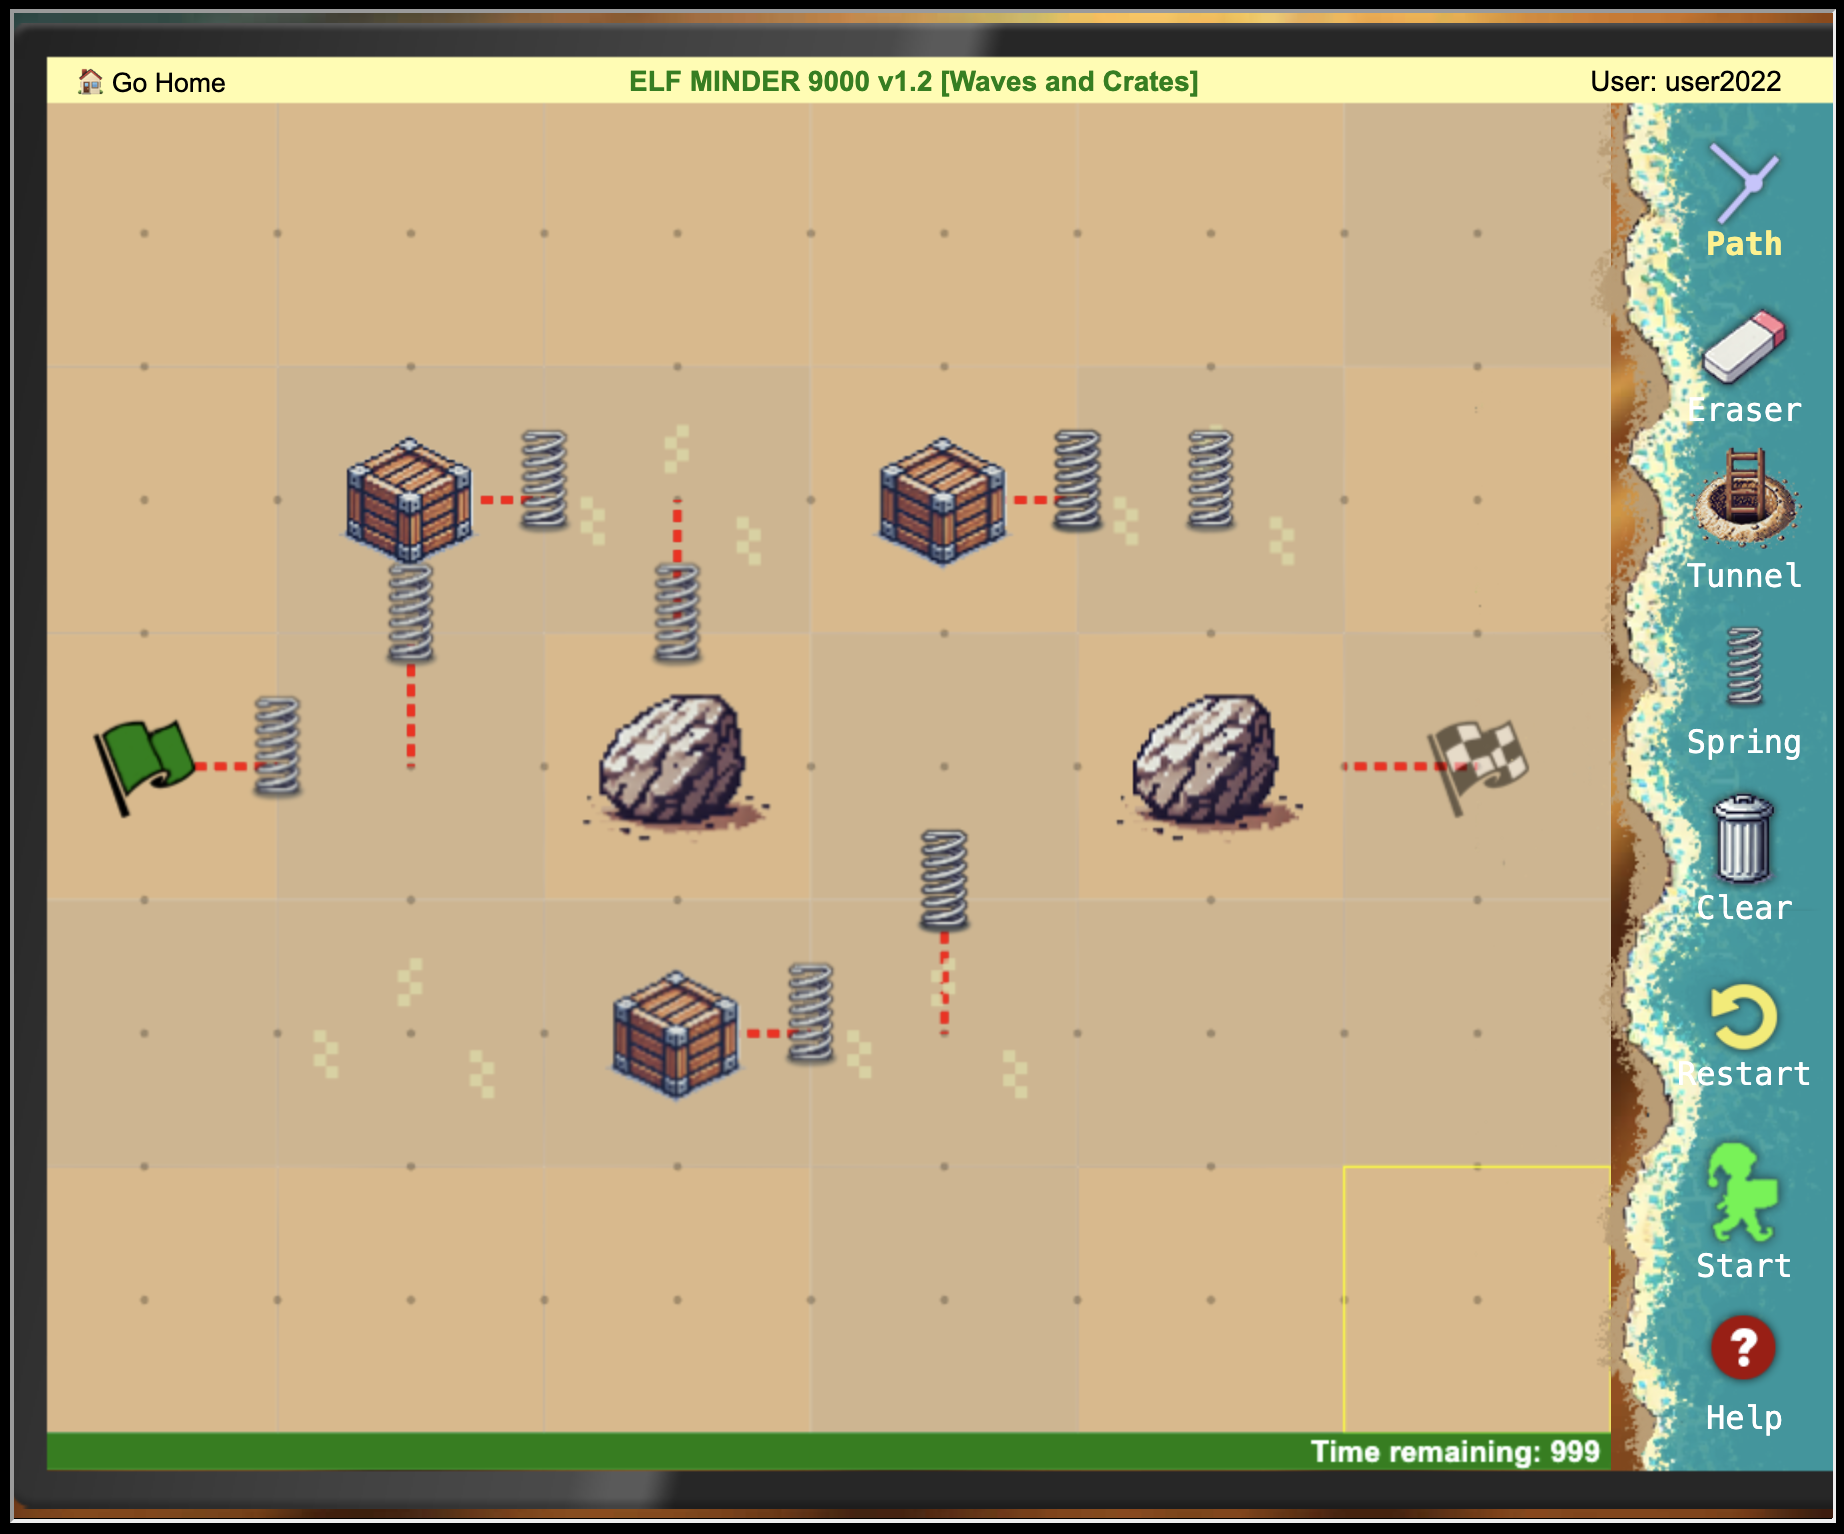 Go Home
ELF MINDER 9000 v1.2 [Waves and Crates]
User: user2022
Path
Eraser
Tunnel
Spring
Clear
Restart
Start
?
Help
Time remaining: 999